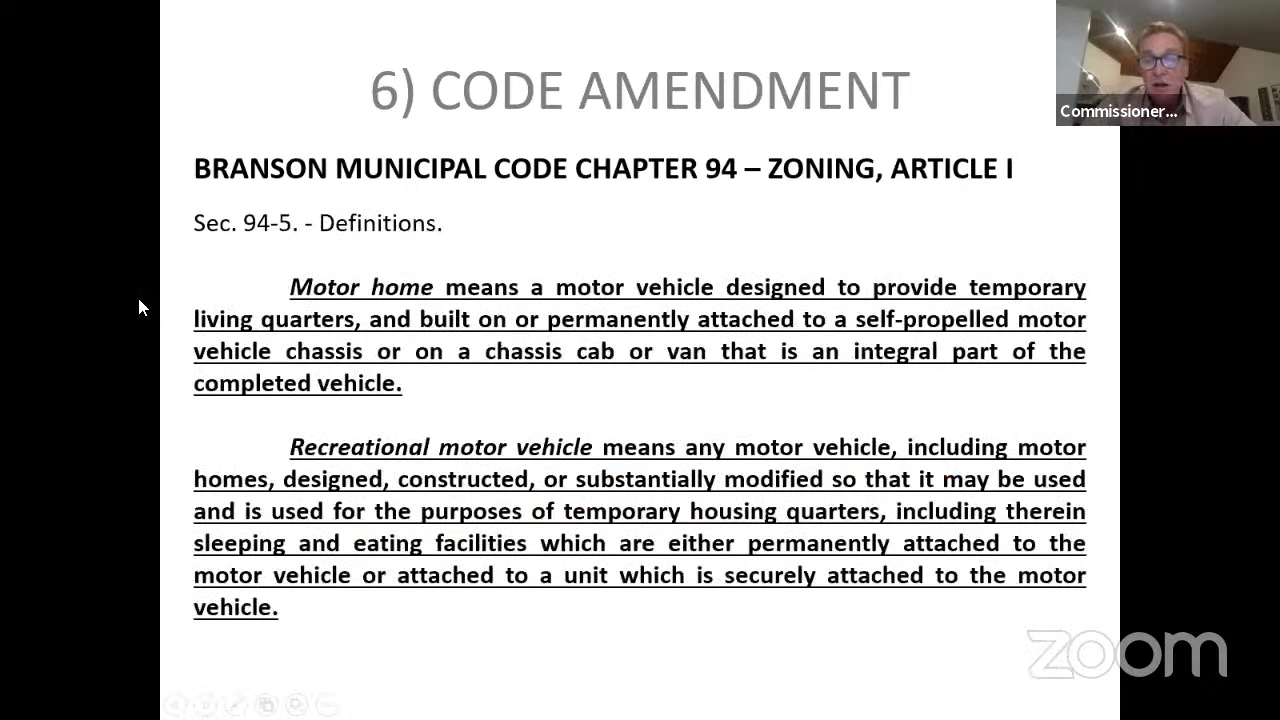 6) CODE AMENDMENT
Commissioner...
BRANSON MUNICIPAL CODE CHAPTER 94 – ZONING, ARTICLE I
Sec. 94-5. - Definitions.
Motor home means a motor vehicle designed to provide temporary
living quarters, and built on or permanently attached to a self-propelled motor
vehicle chassis or on a chassis cab or van that is an integral part of the
completed vehicle.
Recreational motor vehicle means any motor vehicle, including motor
homes, designed, constructed, or substantially modified so that it may be used
and is used for the purposes of temporary housing quarters, including therein
sleeping and eating facilities which are either permanently attached to the
motor vehicle or attached to a unit which is securely attached to the motor
vehicle.
zoom